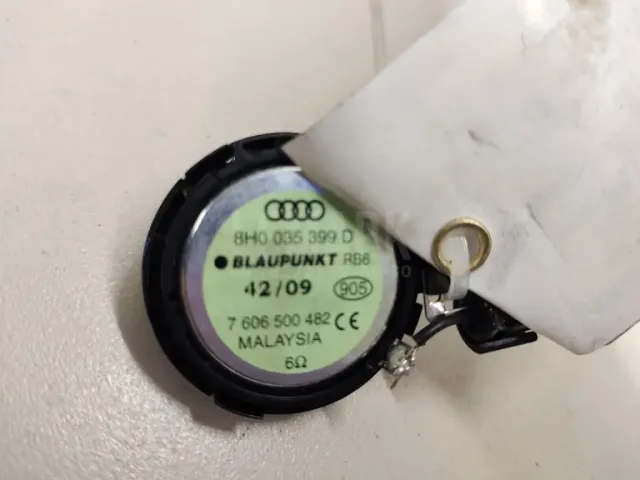 8H0 035 399 D
BLAUPUNKT RB6
42/09 905
7 606 500 482 CE
MALAYSIA
6Ω